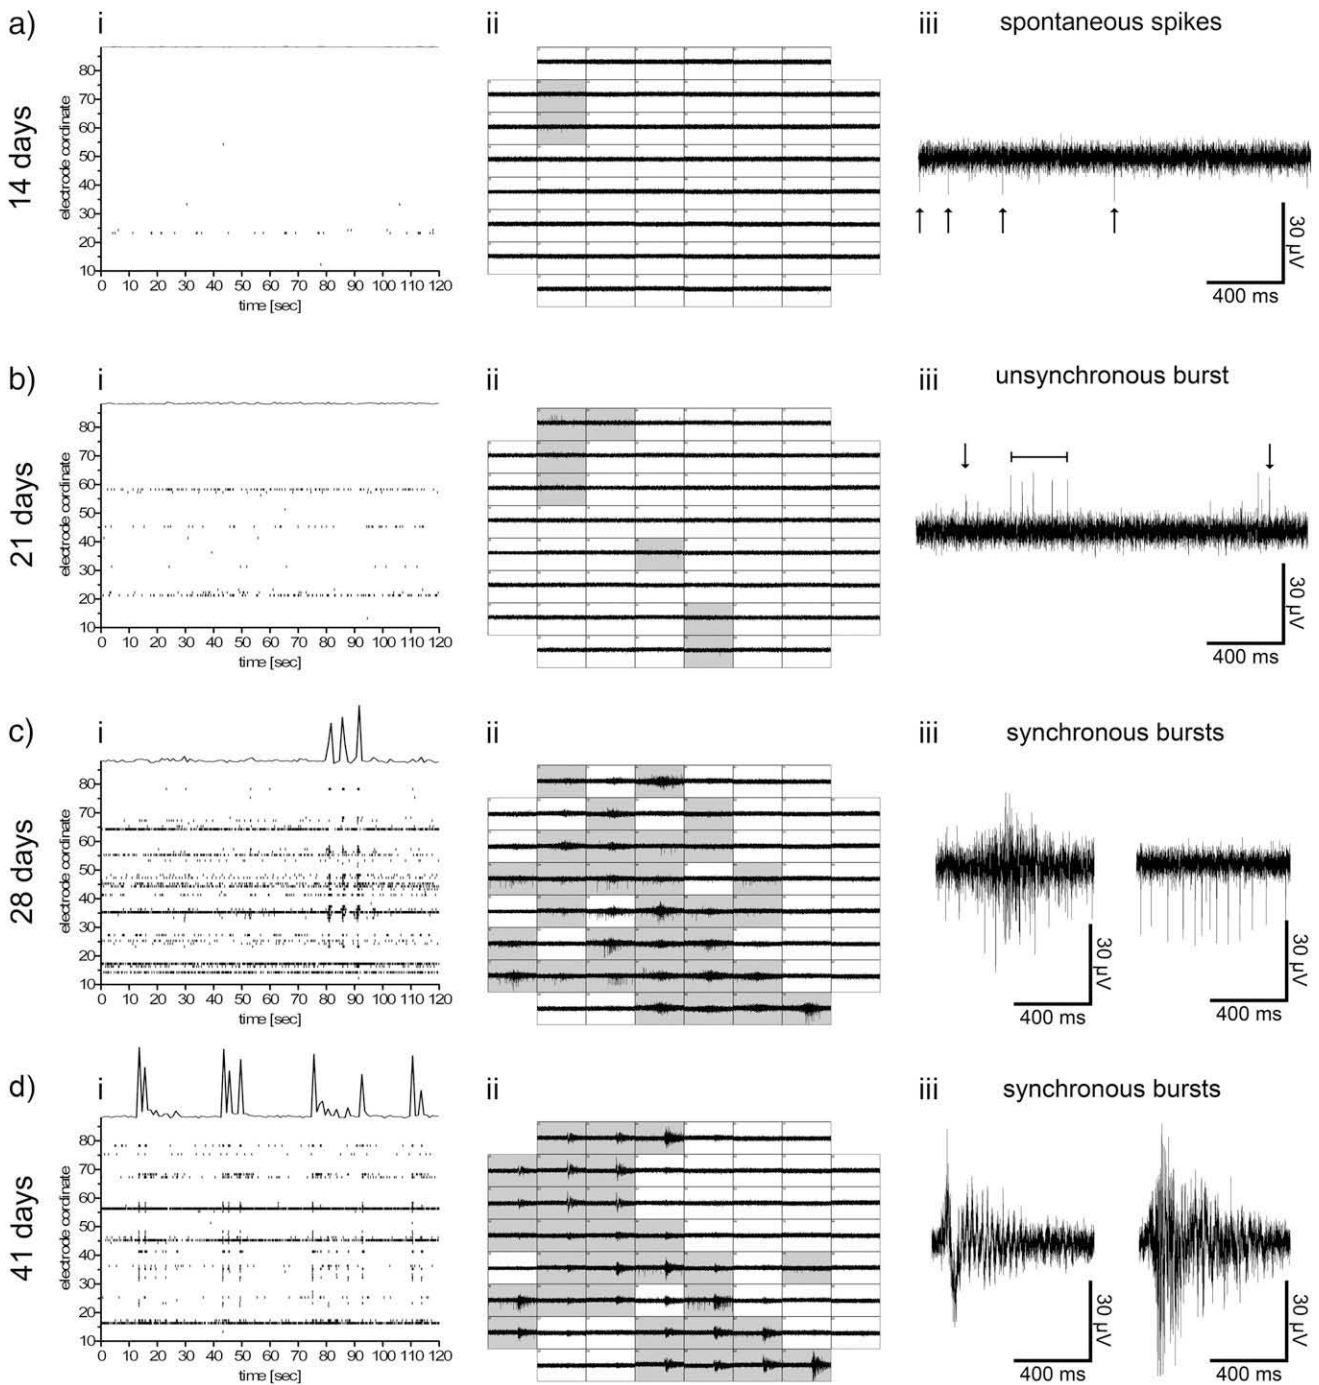 a)
i
ii
iii
spontaneous spikes
14 days
electrode coordinate
80
70
60
50
40
30
20
10
0 10 20 30 40 50 60 70 80 90 100 110 120
time [sec]
30 µV
400 ms
b)
i
ii
iii
unsynchronous burst
21 days
electrode coordinate
80
70
60
50
40
30
20
10
0 10 20 30 40 50 60 70 80 90 100 110 120
time [sec]
30 µV
400 ms
c)
i
ii
iii
synchronous bursts
28 days
electrode coordinate
80
70
60
50
40
30
20
10
0 10 20 30 40 50 60 70 80 90 100 110 120
time [sec]
30 µV
400 ms
30 µV
400 ms
d)
i
ii
iii
synchronous bursts
41 days
electrode coordinate
80
70
60
50
40
30
20
10
0 10 20 30 40 50 60 70 80 90 100 110 120
time [sec]
30 µV
400 ms
30 µV
400 ms